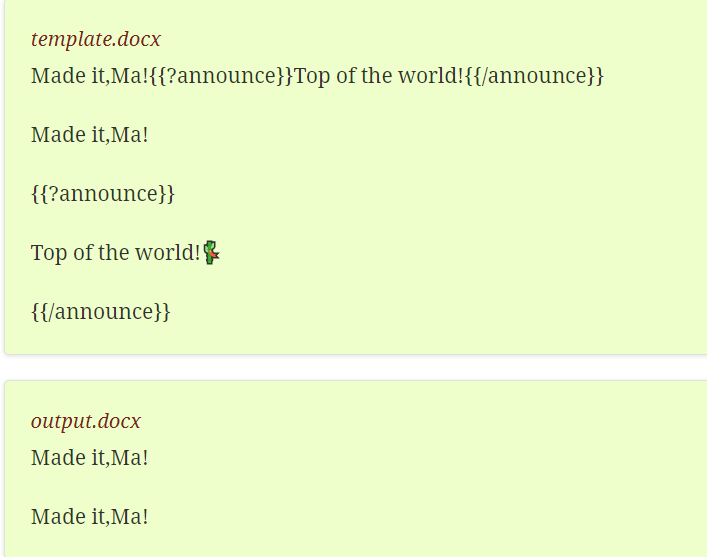 template.docx
Made it,Ma!{{?announce}}Top of the world!{{/announce}}
Made it,Ma!
{{?announce}}
Top of the world!
{{/announce}}
output.docx
Made it,Ma!
Made it,Ma!